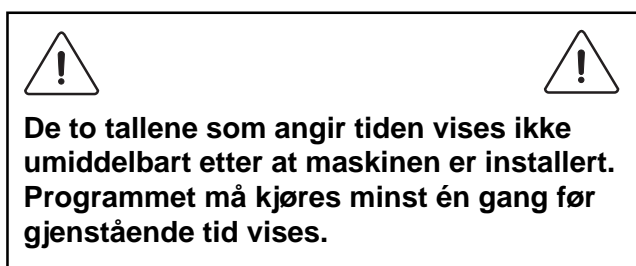 De to tallene som angir tiden vises ikke
umiddelbart etter at maskinen er installert.
Programmet må kjøres minst én gang før
gjenstående tid vises.